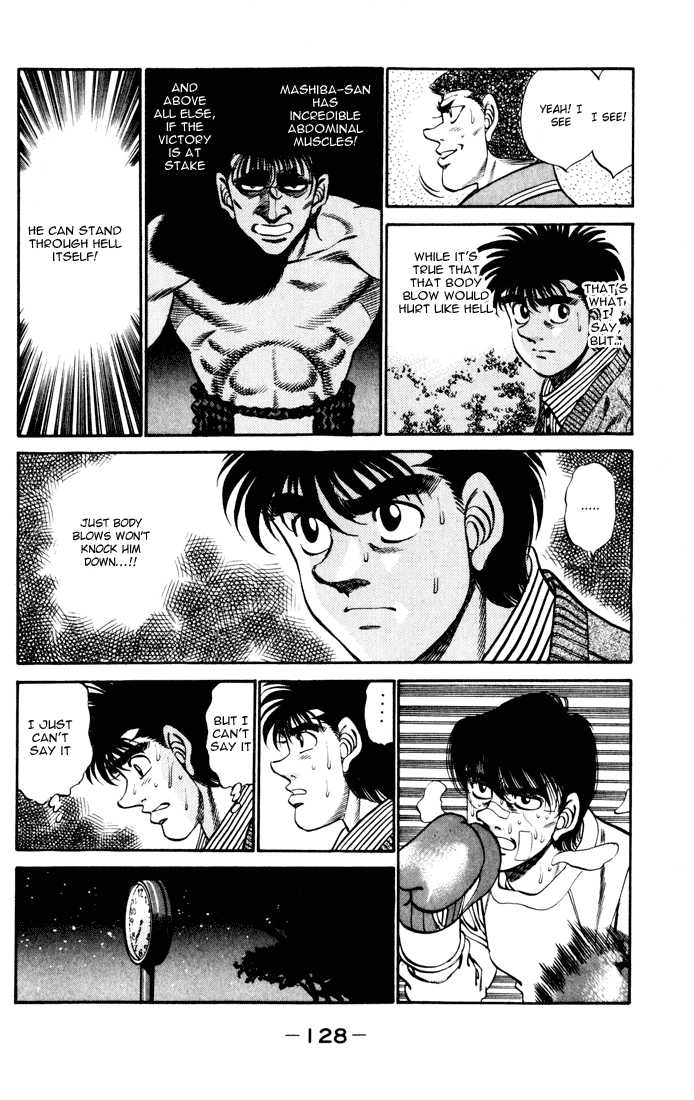 YEAH! I
SEE
I SEE!
THAT'S
WHAT
I
SAY,
BUT...
WHILE IT'S
TRUE THAT
THAT BODY
BLOW WOULD
HURT LIKE HELL
MASHIBA-SAN
HAS
INCREDIBLE
ABDOMINAL
MUSCLES!
AND
ABOVE
ALL ELSE,
IF THE
VICTORY
IS AT
STAKE
HE CAN STAND
THROUGH HELL
ITSELF!
.....
JUST BODY
BLOWS WON'T
KNOCK HIM
DOWN...!!
....
BUT I
CAN'T
SAY IT
I JUST
CAN'T
SAY IT
-128-